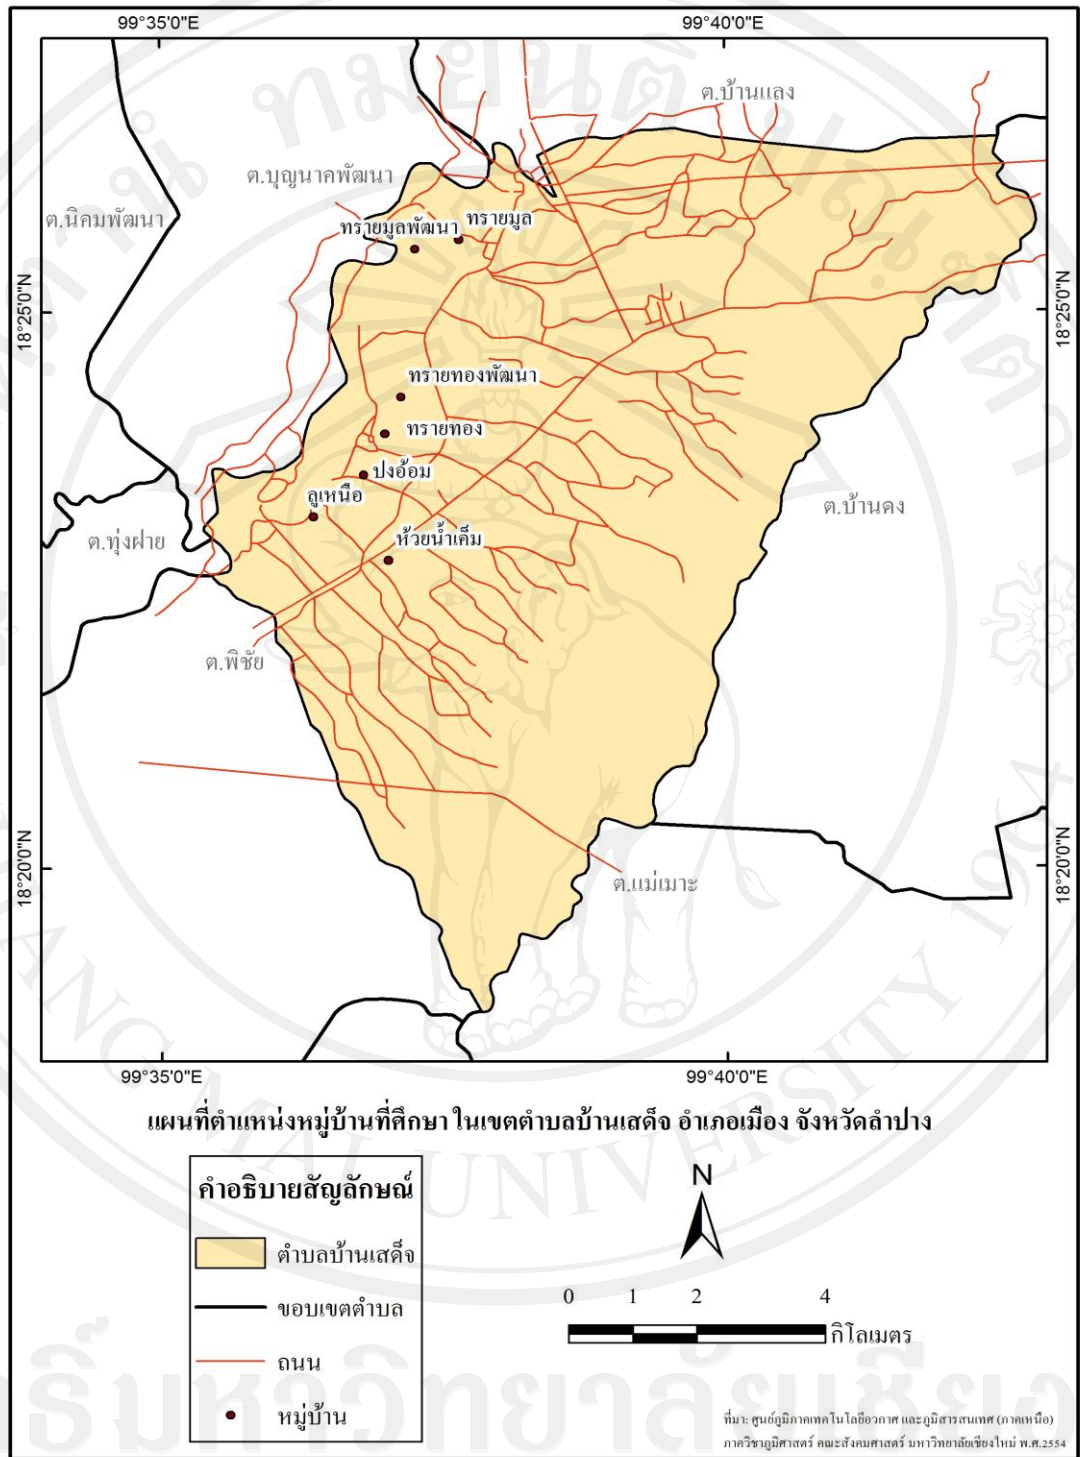 99°35'0"E
99°40'0"E
ต.บ้านแลง
ต.บุญนาคพัฒนา
ต.นิคมพัฒนา
ทรายมูล
ทรายมูลพัฒนา
18°25'0"N
18°25'0"N
ทรายทองพัฒนา
ทรายทอง
ปงอ้อม
ลูเหนือ
ต.บ้านดง
ต.ทุ่งฝาย
ห้วยน้ำเค็ม
ต.พิชัย
18°20'0"N
18°20'0"N
ต.แม่เมาะ
99°35'0"E
99°40'0"E
แผนที่ตำแหน่งหมู่บ้านที่ศึกษา ในเขตตำบลบ้านเสด็จ อำเภอเมือง จังหวัดลำปาง
คำอธิบายสัญลักษณ์
ตำบลบ้านเสด็จ
ขอบเขตตำบล
ถนน
หมู่บ้าน
N
0 1 2 4
กิโลเมตร
ที่มา: ศูนย์ภูมิภาคเทคโนโลยีอวกาศ และภูมิสารสนเทศ (ภาคเหนือ)
ภาควิชาภูมิศาสตร์ คณะสังคมศาสตร์ มหาวิทยาลัยเชียงใหม่ พ.ศ.2554